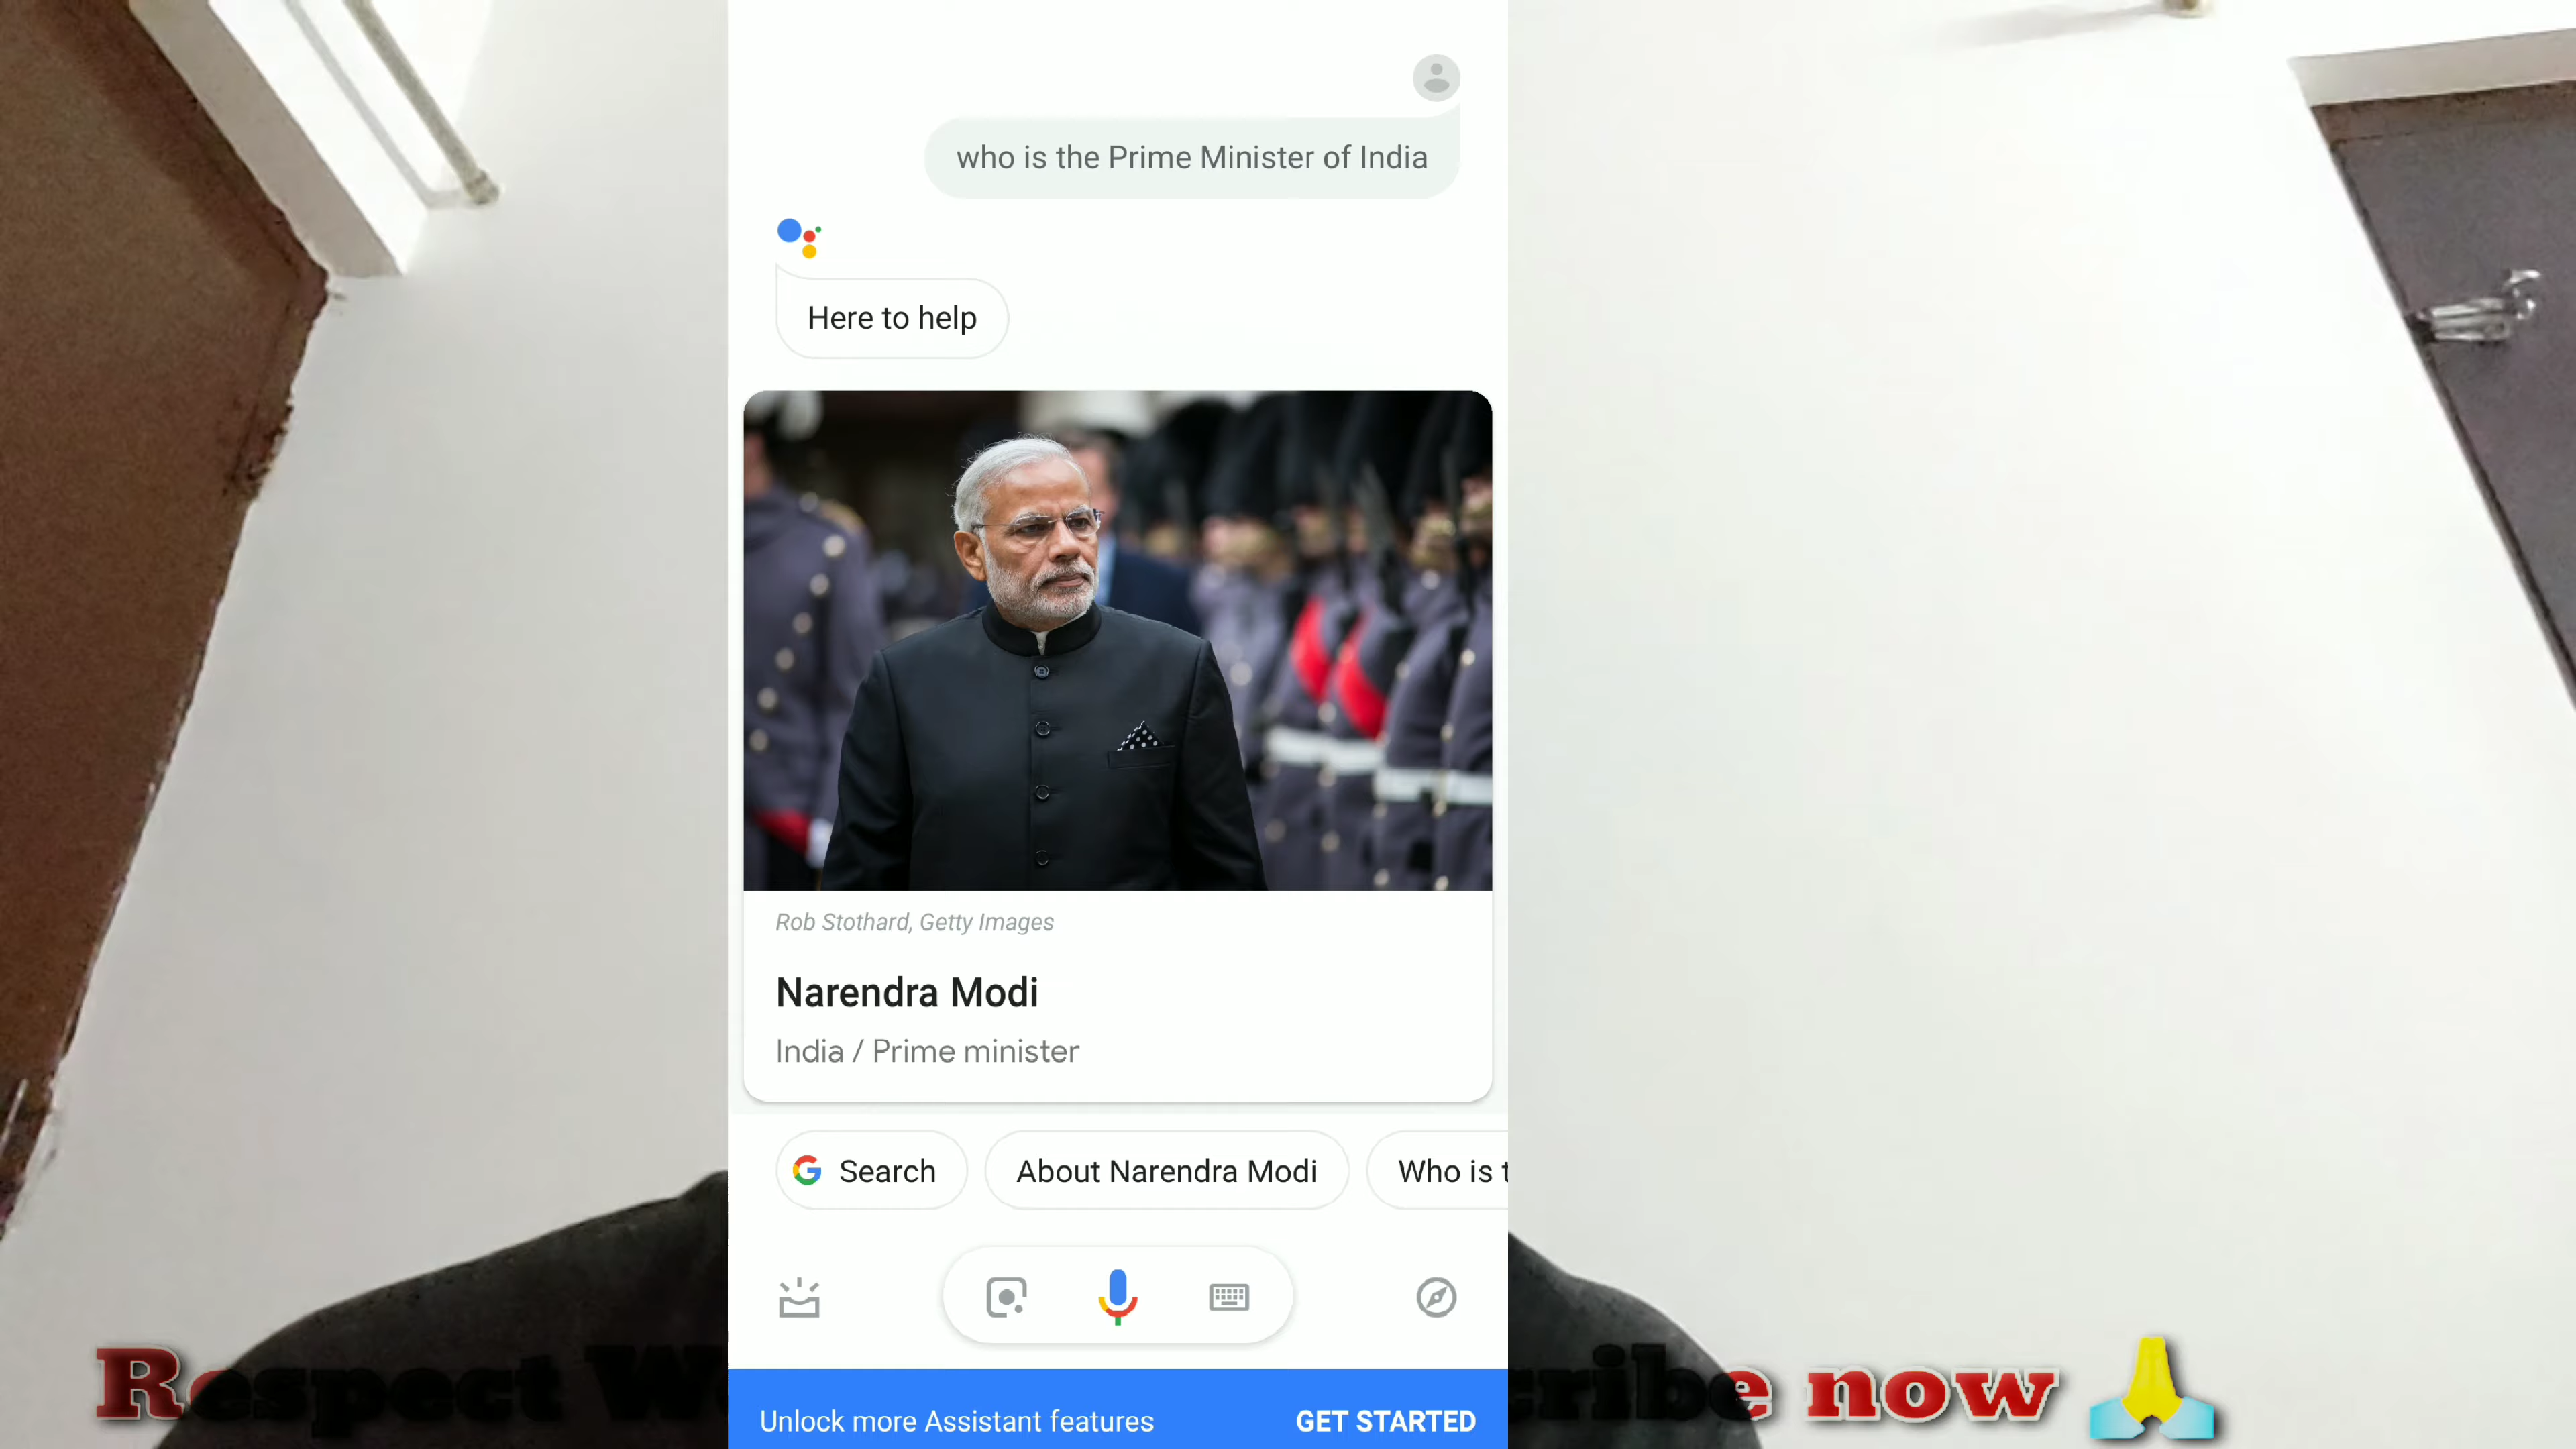 who is the Prime Minister of India
Here to help
Rob Stothard, Getty Images
Narendra Modi
India / Prime minister
Search
About Narendra Modi
Who is
Unlock more Assistant features
GET STARTED
Respect
now